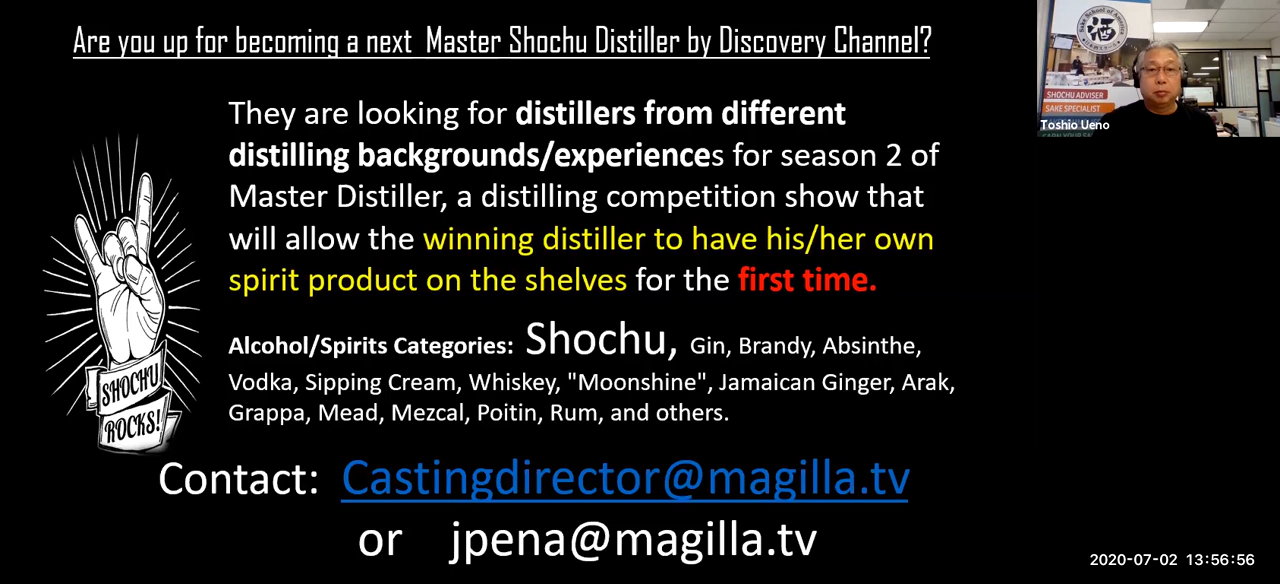 Are you up for becoming a next Master Shochu Distiller by Discovery Channel?
They are looking for distillers from different
distilling backgrounds/experiences for season 2 of
Master Distiller, a distilling competition show that
will allow the winning distiller to have his/her own
spirit product on the shelves for the first time.
Alcohol/Spirits Categories: Shochu, Gin, Brandy, Absinthe,
Vodka, Sipping Cream, Whiskey, "Moonshine", Jamaican Ginger, Arak,
Grappa, Mead, Mezcal, Poitin, Rum, and others.
SHOCHU
ROCKS!
Contact: Castingdirector@magilla.tv
or jpena@magilla.tv
Sake School of America
SHOCHU ADVISER
SAKE SPECIALIST
Toshio Ueno
2020-07-02 13:56:56